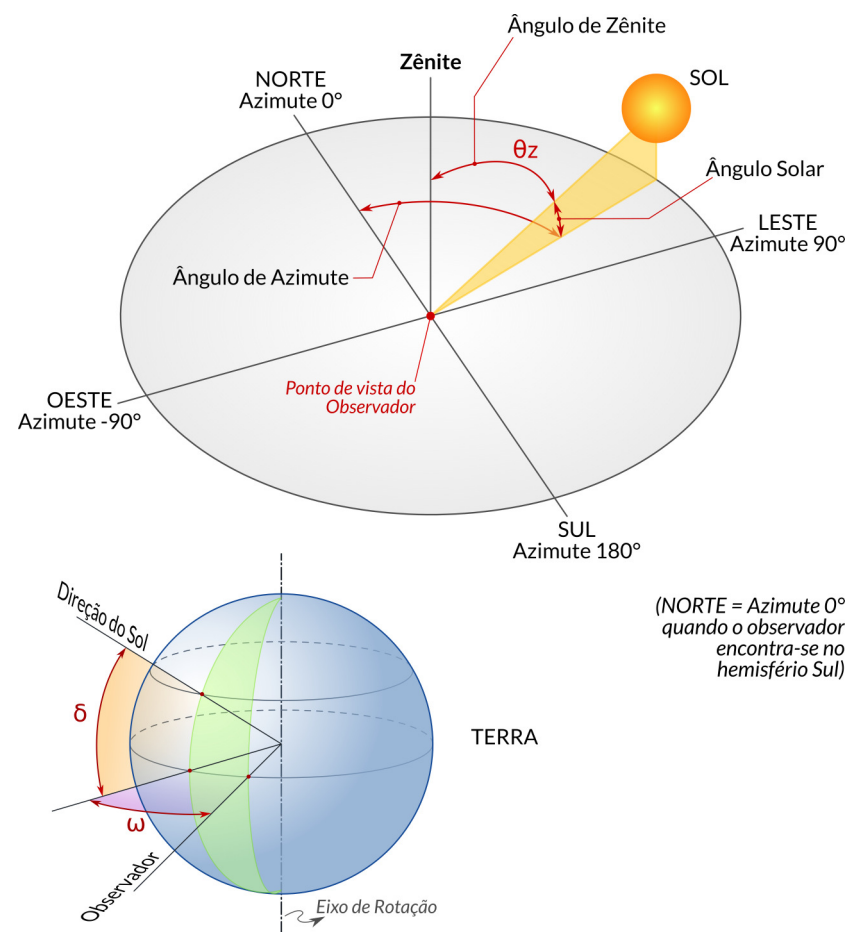 Ângulo de Zênite
Zênite
NORTE
Azimute 0°
SOL
θz
Ângulo Solar
LESTE
Azimute 90°
Ângulo de Azimute
Ponto de vista do
Observador
OESTE
Azimute -90°
SUL
Azimute 180°
Direção do Sol
(NORTE = Azimute 0°
quando o observador
encontra-se no
hemisfério Sul)
δ
TERRA
ω
Observador
Eixo de Rotação